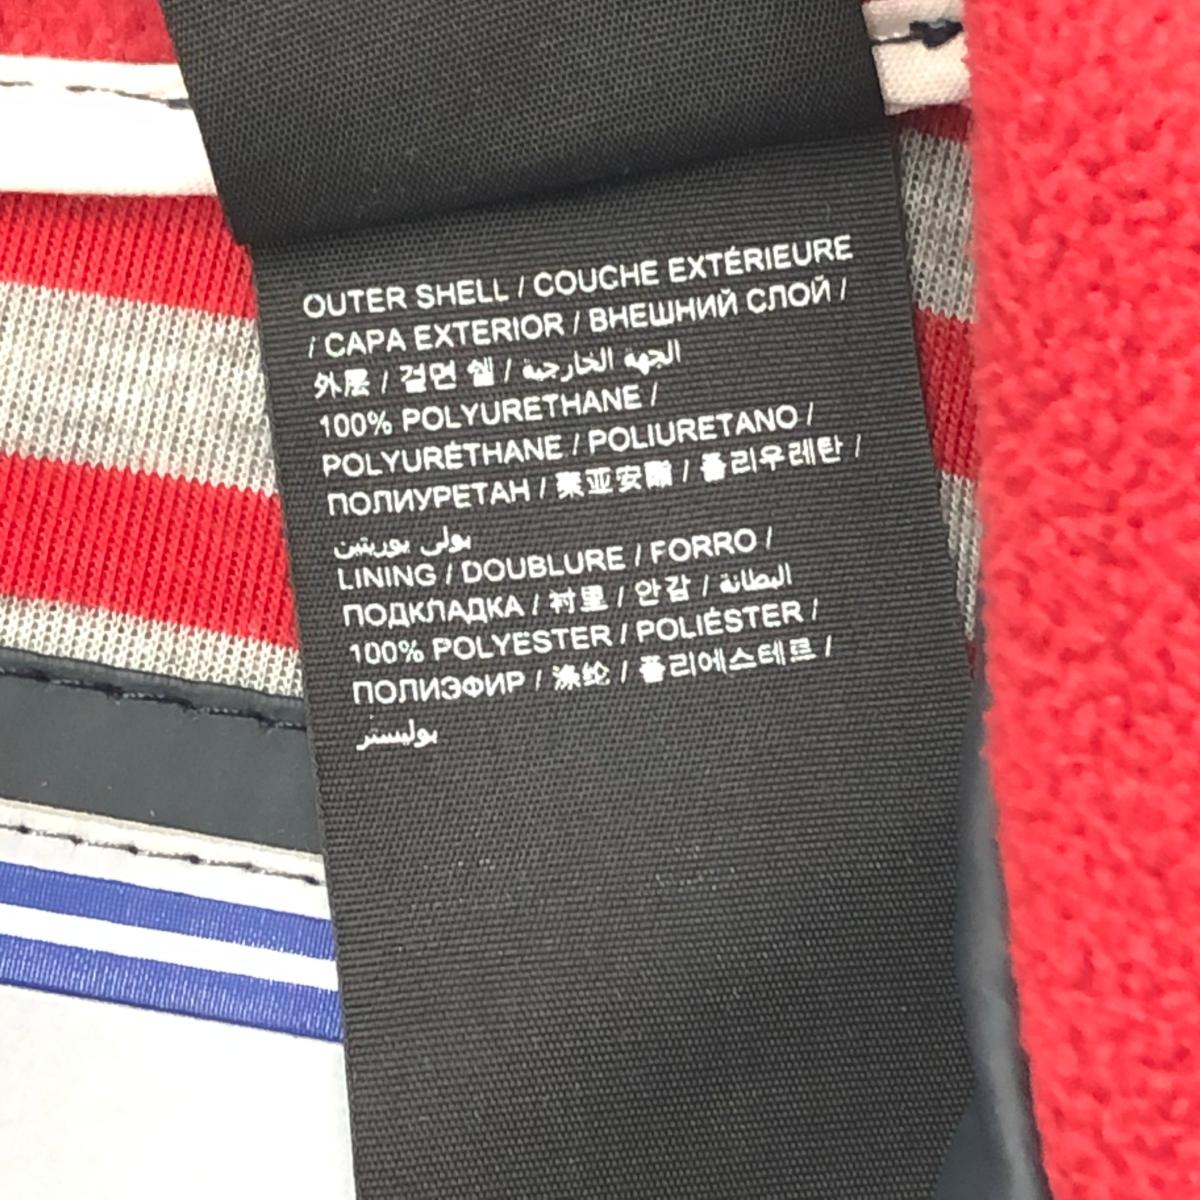 OUTER SHELL / COUCHE EXTÉRIEURE
/ CAPA EXTERIOR / ВНЕШНИЙ СЛОЙ /
外层 / 겉면 쉘 / الجهة الخارجية
100% POLYURETHANE /
POLYURÉTHANE / POLIURETANO /
ПОЛИУРЕТАН / 聚亚安酯 / 폴리우레탄 /
بولي يوريثين
LINING / DOUBLURE / FORRO /
ПОДКЛАДКА / 衬里 / 안감 / البطانة
100% POLYESTER / POLIÉSTER /
ПОЛИЭФИР / 涤纶 / 폴리에스테르 /
بوليستر